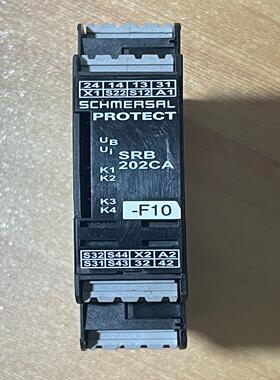 24 14 13 31
X1 S22 S12 A1
SCHMERSAL
PROTECT
UB
Ui
SRB
202CA
K1
K2
K3
K4
-F10
S32 S44 X2 A2
S31 S43 32 42